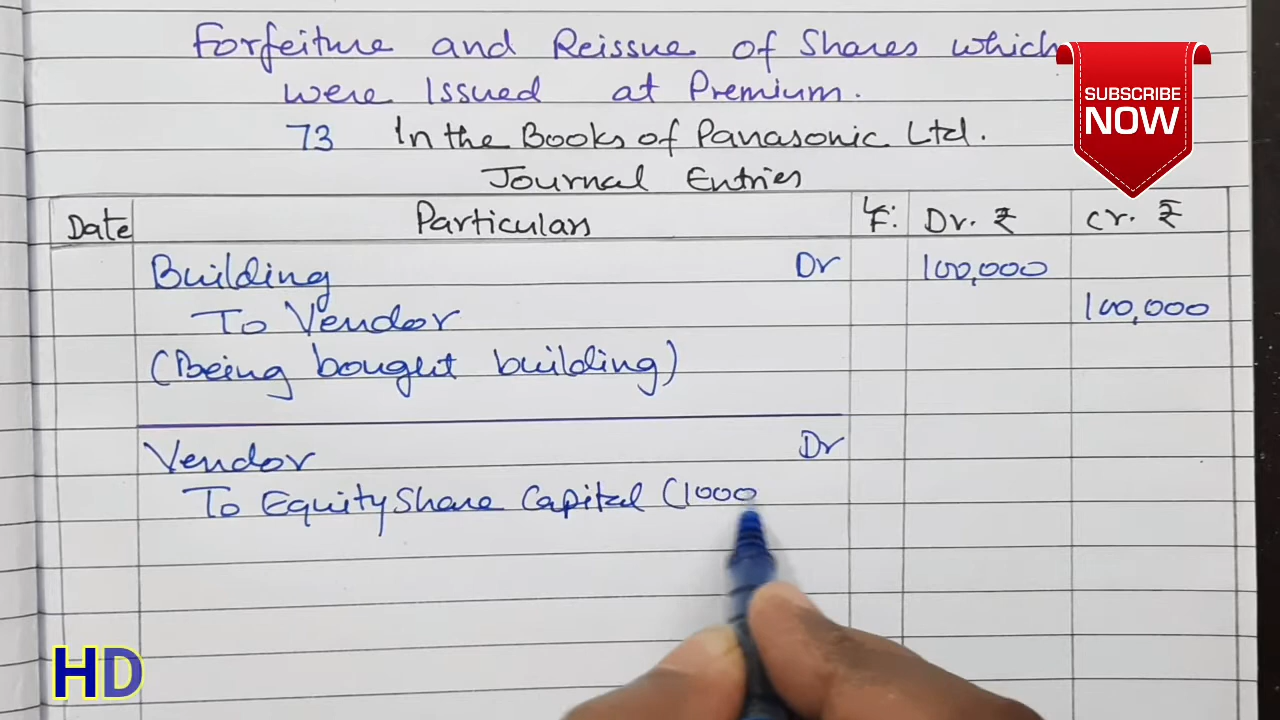 Forfeiture and Reissue of Shares which
were Issued at Premium.
SUBSCRIBE
NOW
73 In the Books of Panasonic Ltd.
Journal Entries
Date Particulars L.F. Dr. ₹ Cr. ₹
Building Dr 100,000
To Vendor 100,000
(Being bought building)
Vendor Dr
To Equity Share Capital (1000
HD